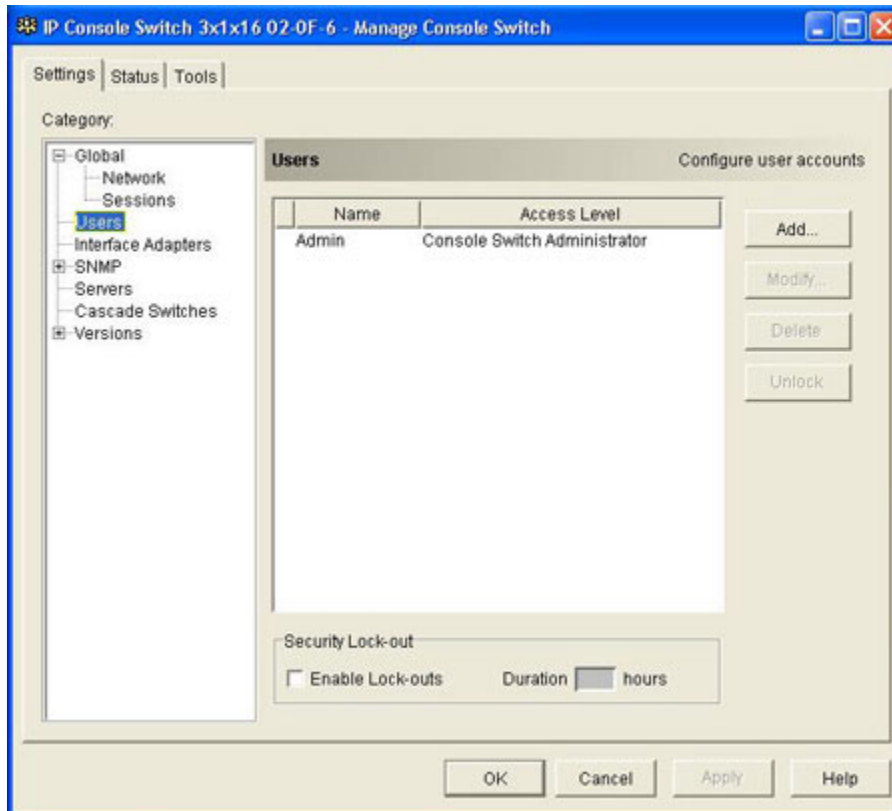 IP Console Switch 3x1x16 02-0F-6 - Manage Console Switch
Settings Status Tools
Category:
Global
Network
Sessions
Users
Interface Adapters
SNMP
Servers
Cascade Switches
Versions
Users Configure user accounts
Name Access Level
Admin Console Switch Administrator
Add...
Modify...
Delete
Unlock
Security Lock-out
Enable Lock-outs Duration hours
OK Cancel Apply Help